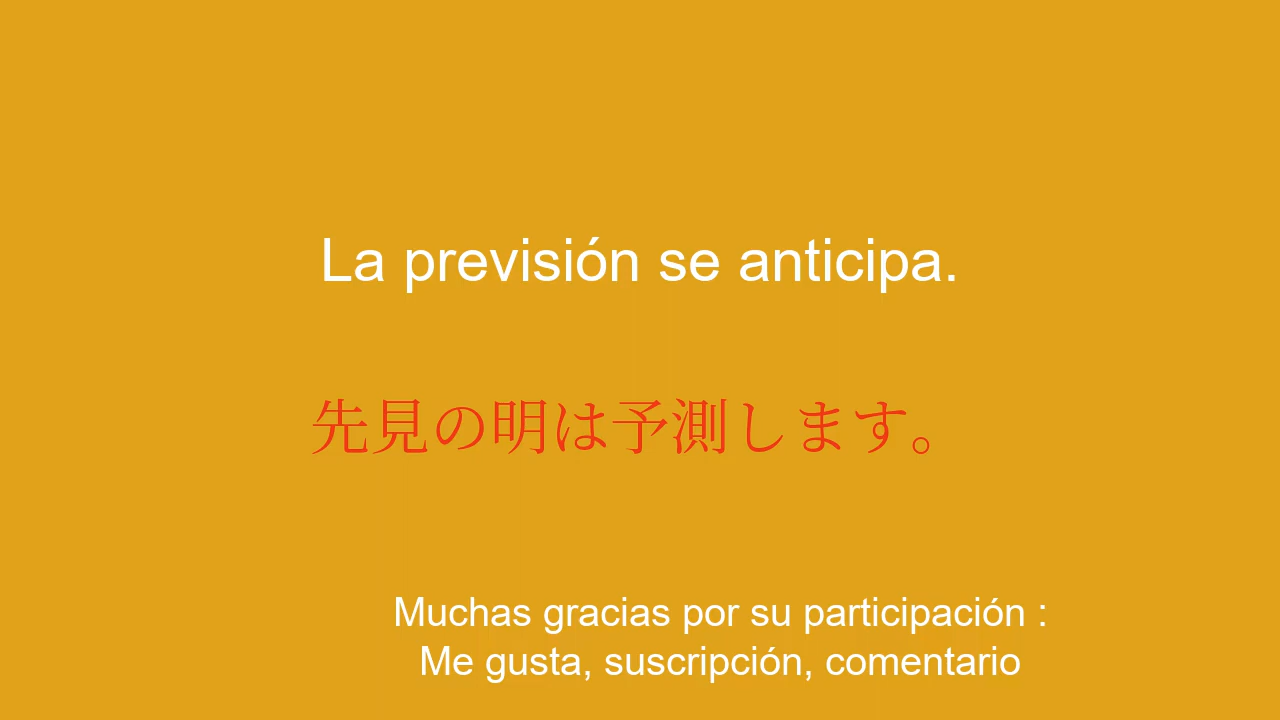 La previsión se anticipa.
先見の明は予測します。
Muchas gracias por su participación :
Me gusta, suscripción, comentario